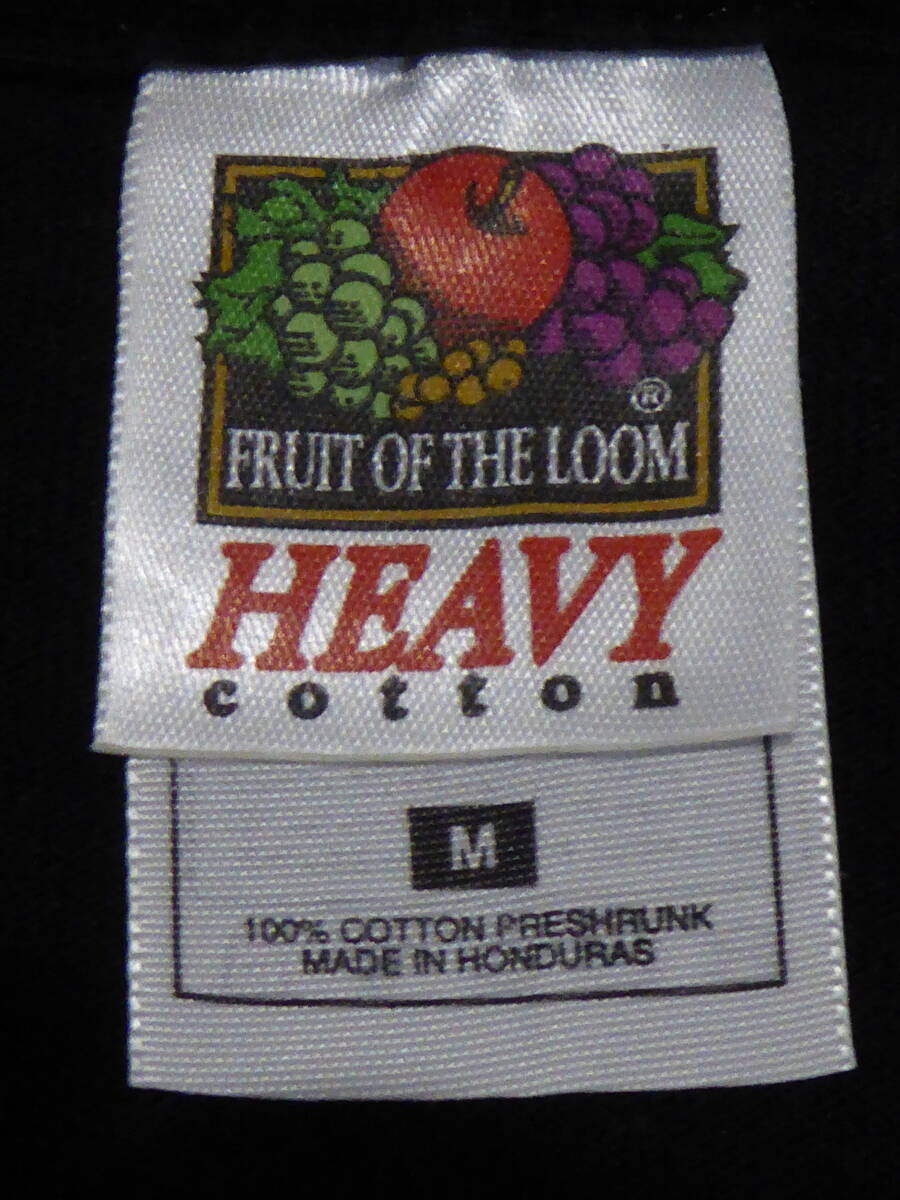 ®
FRUIT OF THE LOOM
HEAVY
cotton
M
100% COTTON PRESHRUNK
MADE IN HONDURAS